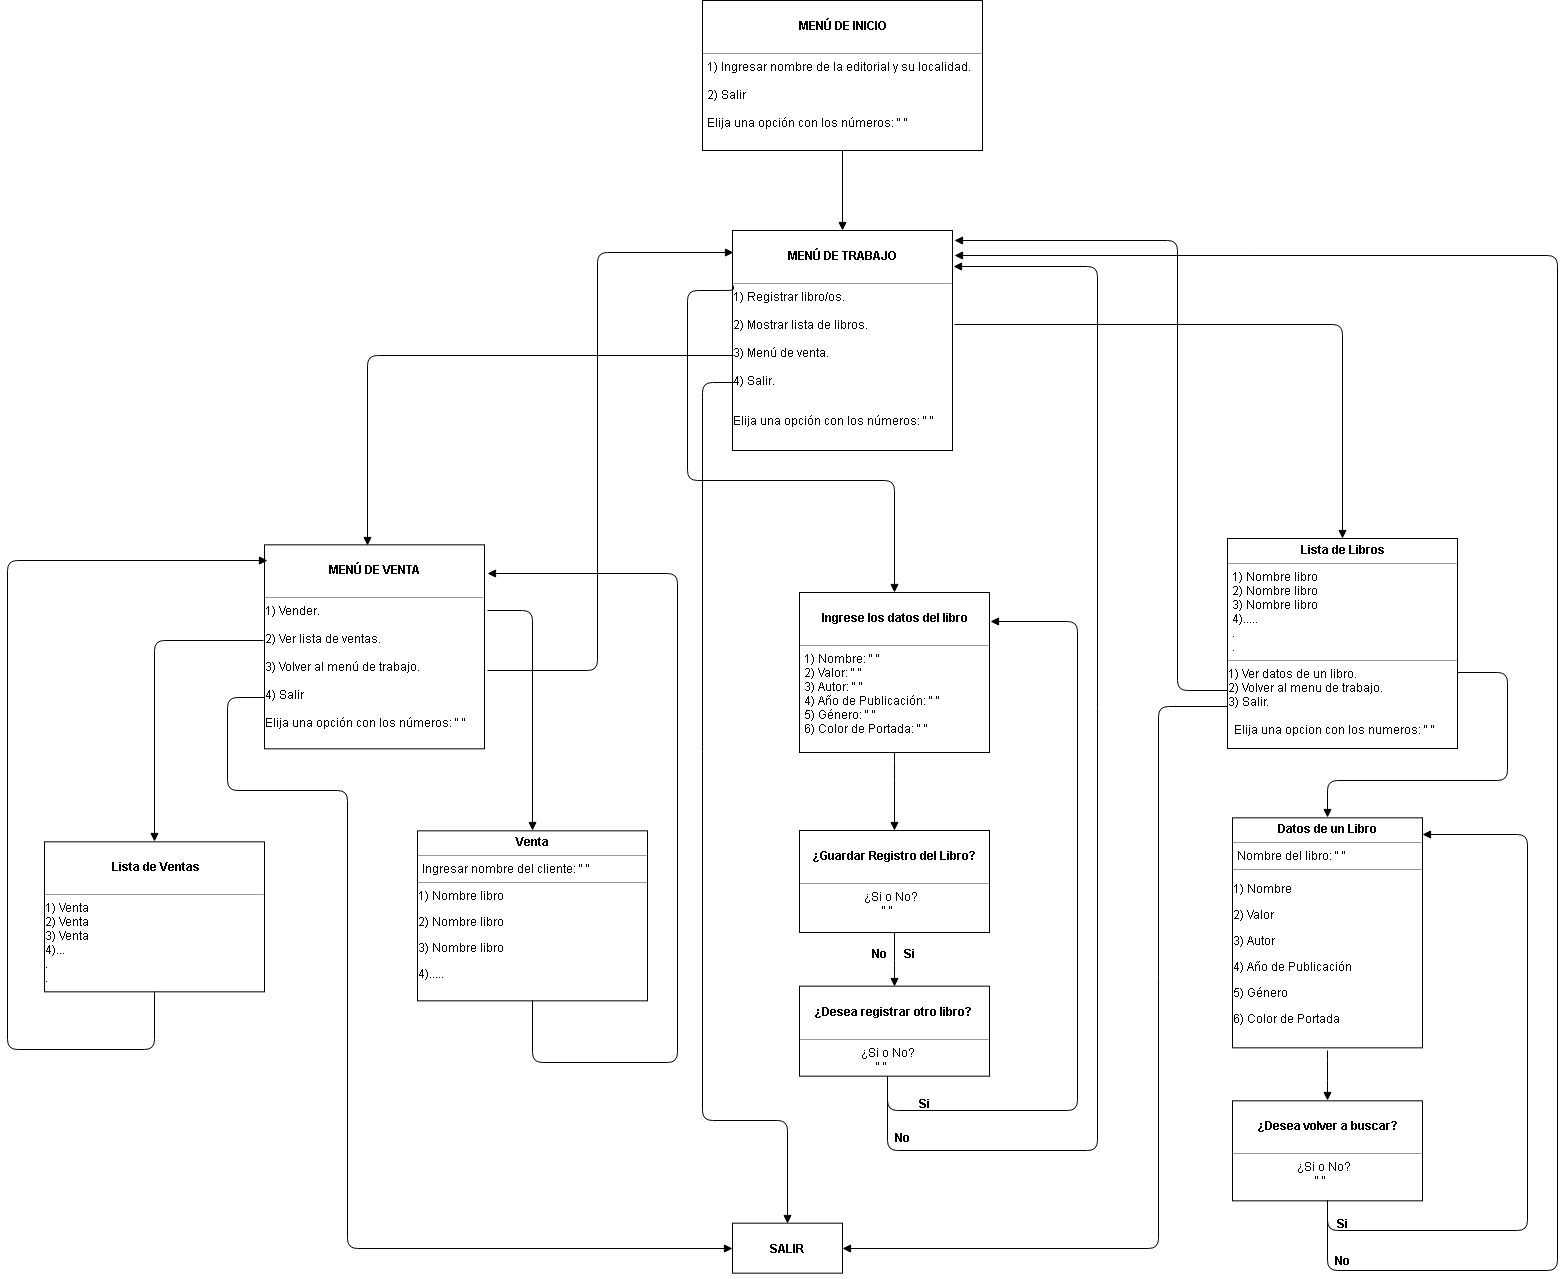 MENÚ DE INICIO
1) Ingresar nombre de la editorial y su localidad.
2) Salir
Elija una opción con los números: " "
MENÚ DE TRABAJO
1) Registrar libro/os.
2) Mostrar lista de libros.
3) Menú de venta.
4) Salir.
Elija una opción con los números: " "
MENÚ DE VENTA
1) Vender.
2) Ver lista de ventas.
3) Volver al menú de trabajo.
4) Salir
Elija una opción con los números: " "
Ingrese los datos del libro
1) Nombre: " "
2) Valor: " "
3) Autor: " "
4) Año de Publicación: " "
5) Género: " "
6) Color de Portada: " "
Lista de Libros
1) Nombre libro
2) Nombre libro
3) Nombre libro
4).....
.
.
1) Ver datos de un libro.
2) Volver al menu de trabajo.
3) Salir.
Elija una opcion con los numeros: " "
Lista de Ventas
1) Venta
2) Venta
3) Venta
4)...
.
.
Venta
Ingresar nombre del cliente: " "
1) Nombre libro
2) Nombre libro
3) Nombre libro
4).....
¿Guardar Registro del Libro?
¿Si o No?
" "
No Si
¿Desea registrar otro libro?
¿Si o No?
" "
Si
No
Datos de un Libro
Nombre del libro: " "
1) Nombre
2) Valor
3) Autor
4) Año de Publicación
5) Género
6) Color de Portada
¿Desea volver a buscar?
¿Si o No?
" "
Si
No
SALIR